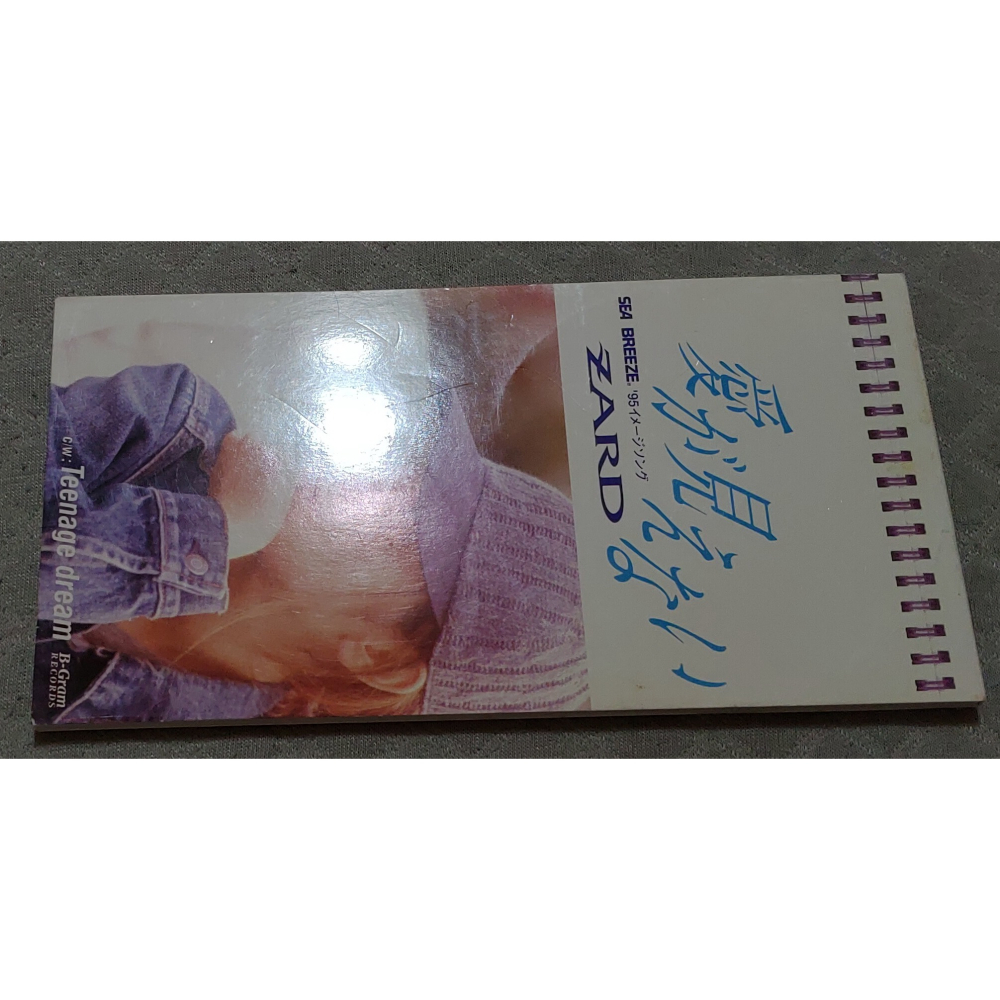 愛が見えない
SEA BREEZE® '95イメージソング
ZARD
c/w: Teenage dream
B-Gram
RECORDS